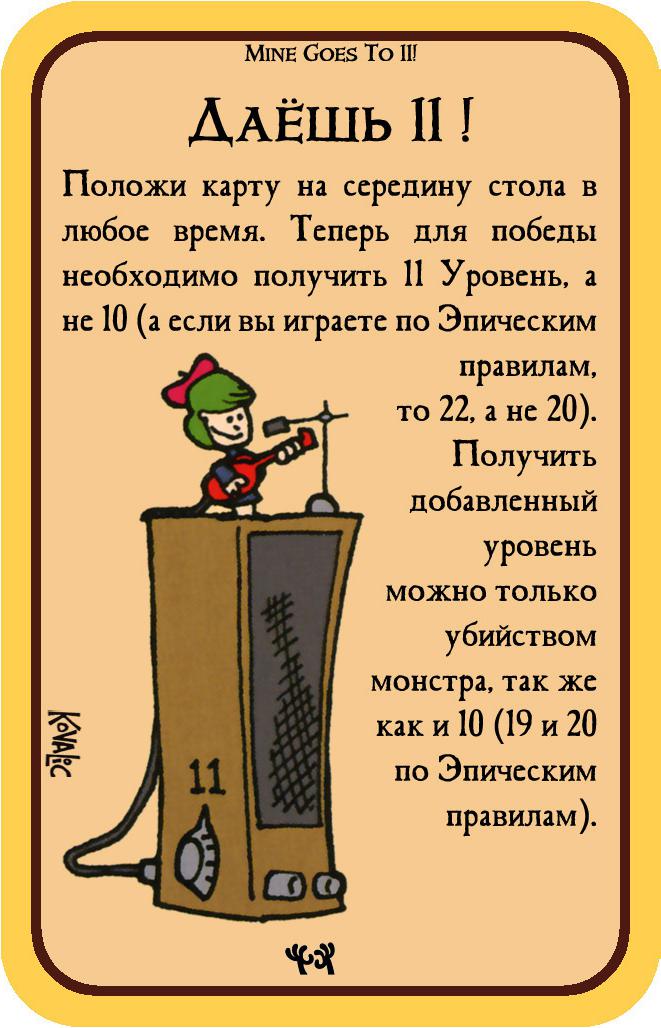 Mine Goes To 11!
Даёшь 11 !
Положи карту на середину стола в
любое время. Теперь для победы
необходимо получить 11 Уровень, а
не 10 (а если вы играете по Эпическим
правилам,
то 22, а не 20).
Получить
добавленный
уровень
можно только
убийством
монстра, так же
как и 10 (19 и 20
по Эпическим
правилам).
Kovalic
11